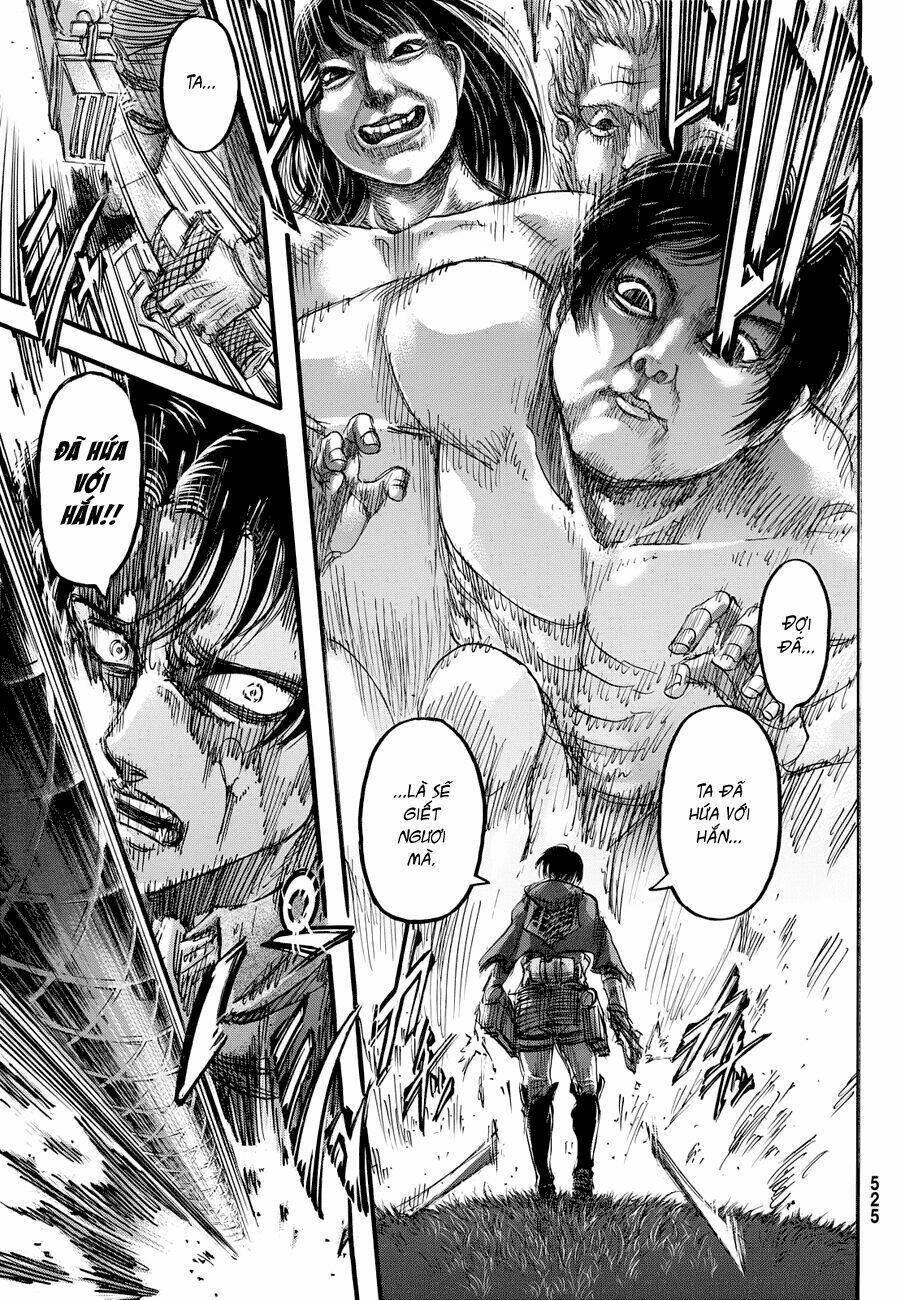 ĐỢI
ĐÃ...
TA ĐÃ
HỨA VỚI
HẮN...
...LÀ SẼ
GIẾT
NGƯƠI
MÀ.
TA...
ĐÃ HỨA
VỚI
HẮN!!
525